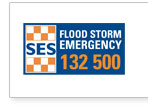 SES
FLOOD STORM
EMERGENCY
132 500